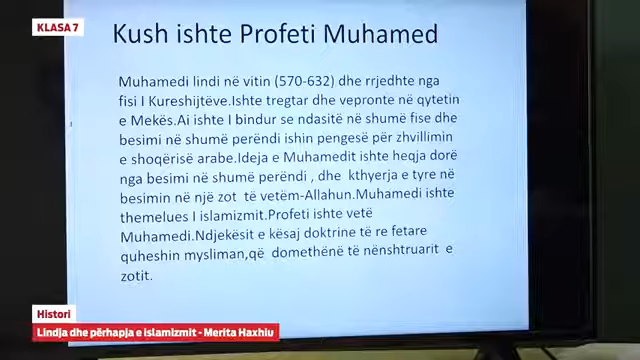 KLASA 7
Kush ishte Profeti Muhamed
Muhamedi lindi në vitin (570-632) dhe rrjedhte nga
fisi I Kureshijtëve.Ishte tregtar dhe vepronte në qytetin
e Mekës.Ai ishte I bindur se ndasitë në shumë fise dhe
besimi në shumë perëndi ishin pengesë për zhvillimin
e shoqërisë arabe.Ideja e Muhamedit ishte heqja dorë
nga besimi në shumë perëndi , dhe kthyerja e tyre në
besimin në një zot të vetëm-Allahun.Muhamedi ishte
themelues I islamizmit.Profeti ishte vetë
Muhamedi.Ndjekësit e kësaj doktrine të re fetare
quheshin mysliman,që domethënë të nënshtruarit e
zotit.
Histori
Lindja dhe përhapja e islamizmit - Merita Haxhiu